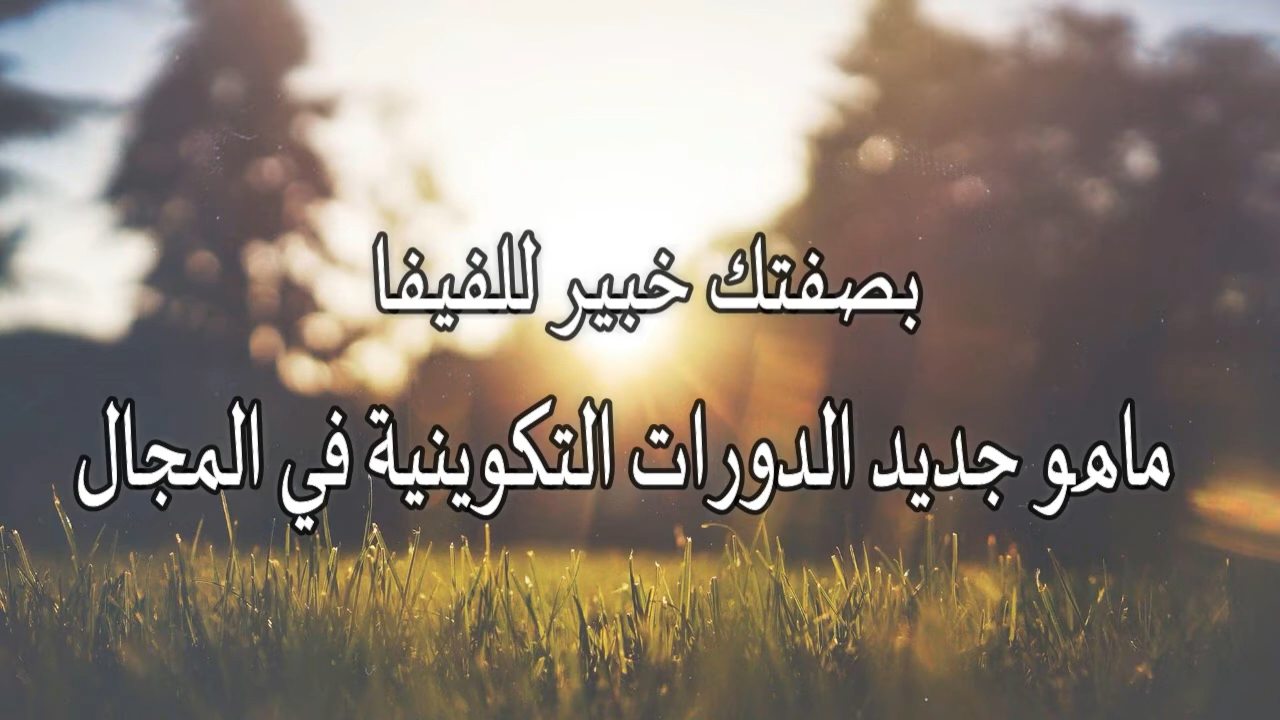 بصفتك خبير للفيفا
ماهو جديد الدورات التكوينية في المجال